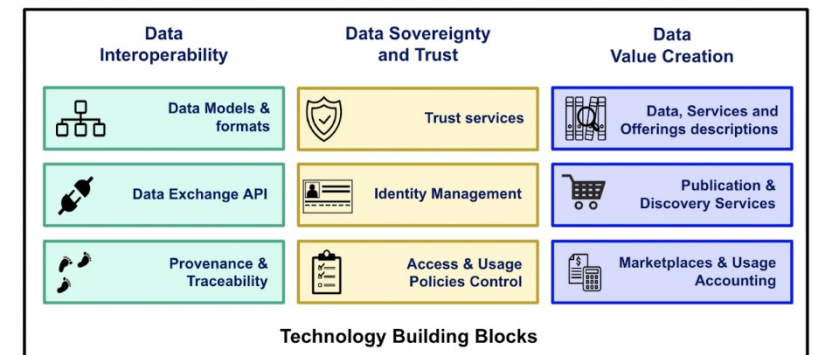 Data
Interoperability
Data Sovereignty
and Trust
Data
Value Creation
Data Models &
formats
Trust services
Data, Services and
Offerings descriptions
Data Exchange API
Identity Management
Publication &
Discovery Services
Provenance &
Traceability
Access & Usage
Policies Control
$
Marketplaces & Usage
Accounting
Technology Building Blocks